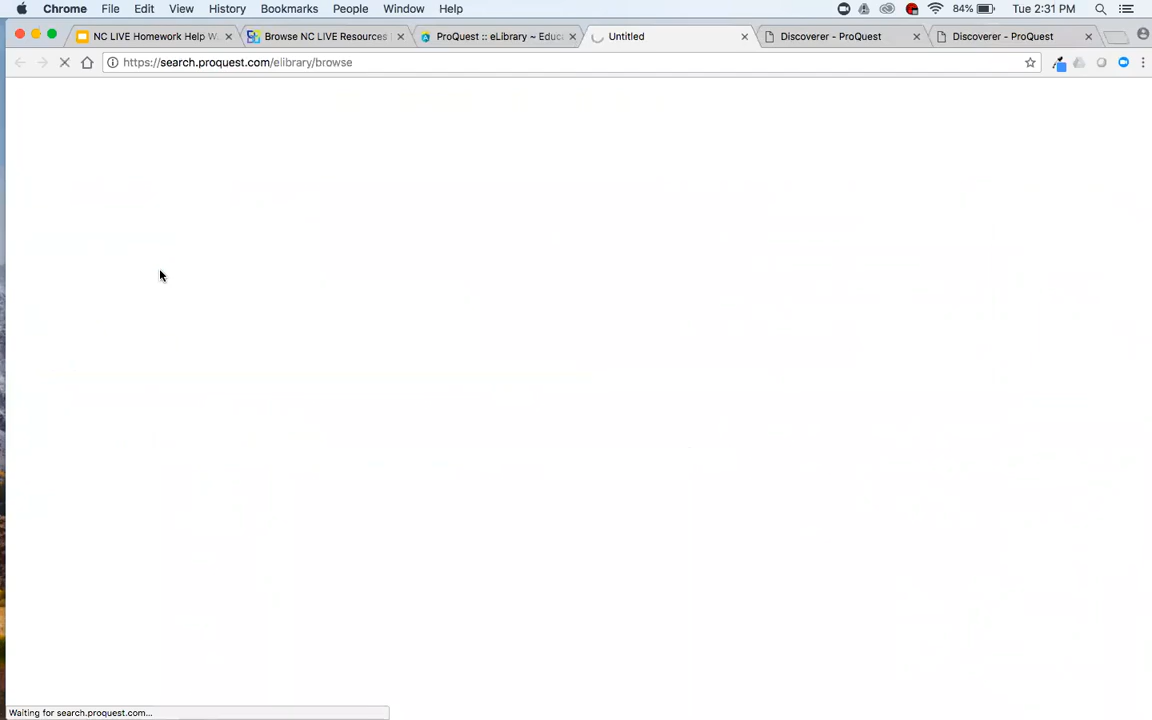 Chrome File Edit View History Bookmarks People Window Help 84% Tue 2:31 PM
NC LIVE Homework Help W Browse NC LIVE Resources ProQuest :: eLibrary ~ Educ Untitled Discoverer - ProQuest Discoverer - ProQuest
https://search.proquest.com/elibrary/browse
Waiting for search.proquest.com...